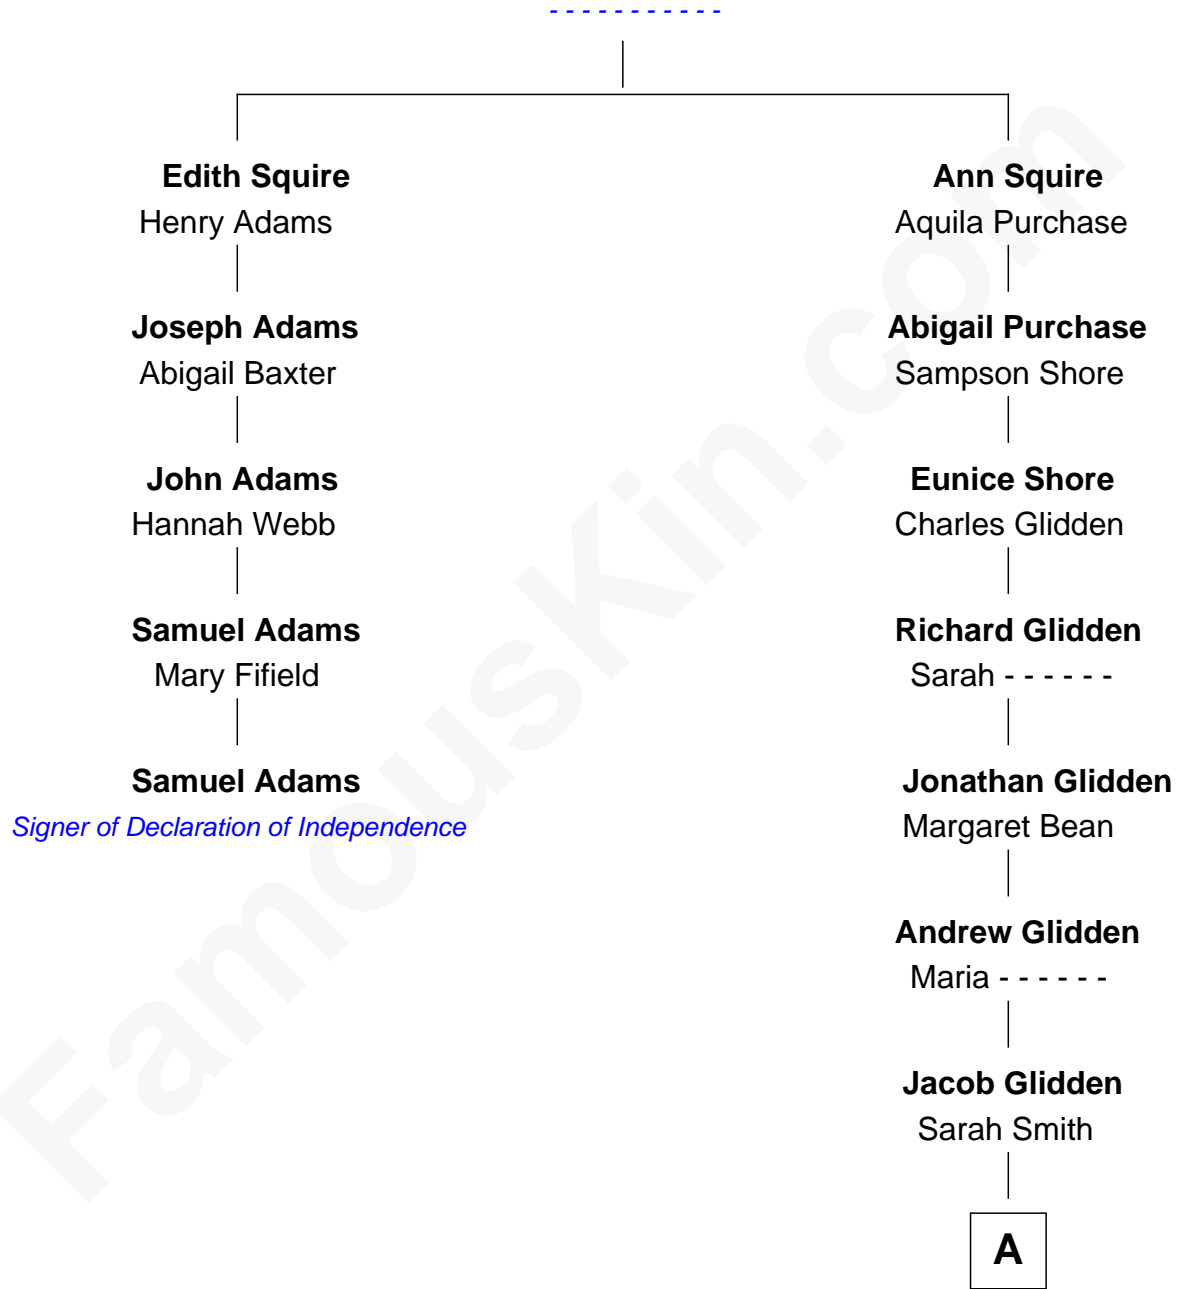 - - - - - - - - - - -
Edith Squire
Henry Adams
Joseph Adams
Abigail Baxter
John Adams
Hannah Webb
Samuel Adams
Mary Fifield
Samuel Adams
Signer of Declaration of Independence
Ann Squire
Aquila Purchase
Abigail Purchase
Sampson Shore
Eunice Shore
Charles Glidden
Richard Glidden
Sarah - - - - - -
Jonathan Glidden
Margaret Bean
Andrew Glidden
Maria - - - - - -
Jacob Glidden
Sarah Smith
A
FamousKin.com